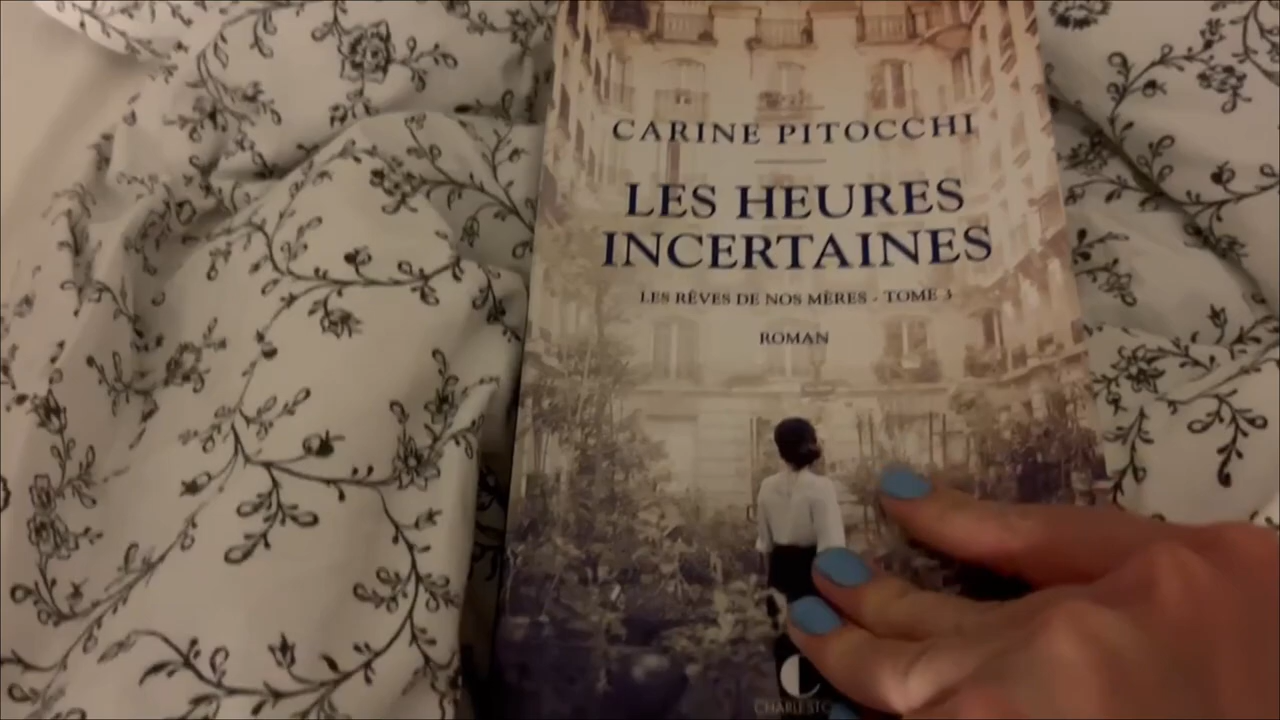 CARINE PITOCCHI
LES HEURES
INCERTAINES
LES RÊVES DE NOS MÈRES - TOME 3
ROMAN